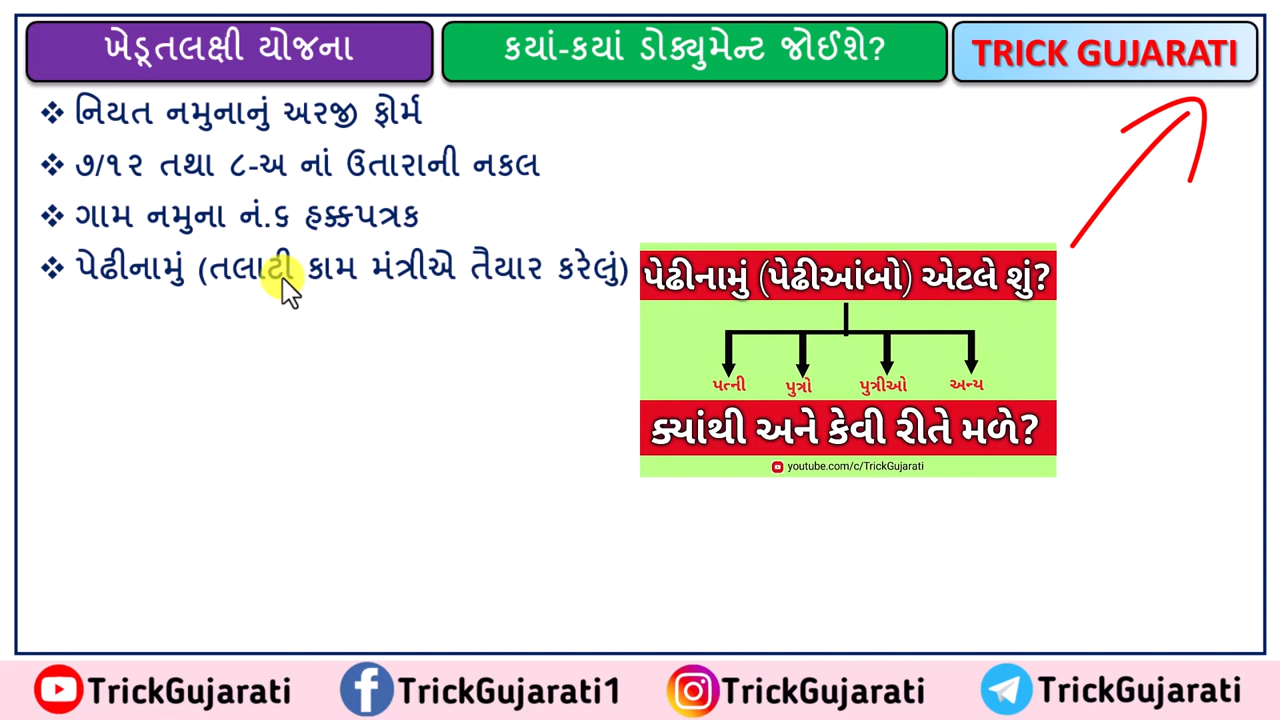 ખેડૂતલક્ષી યોજના
કયાં-કયાં ડોક્યુમેન્ટ જોઈશે?
TRICK GUJARATI
❖ નિયત નમુનાનું અરજી ફોર્મ
❖ ૭/૧૨ તથા ૮-અ નાં ઉતારાની નકલ
❖ ગામ નમુના નં.૬ હક્કપત્રક
❖ પેઢીનામું (તલાટી કામ મંત્રીએ તૈયાર કરેલું)
પેઢીનામું (પેઢીઆંબો) એટલે શું?
પત્ની પુત્રો પુત્રીઓ અન્ય
ક્યાંથી અને કેવી રીતે મળે?
youtube.com/c/TrickGujarati
TrickGujarati TrickGujarati1 TrickGujarati TrickGujarati